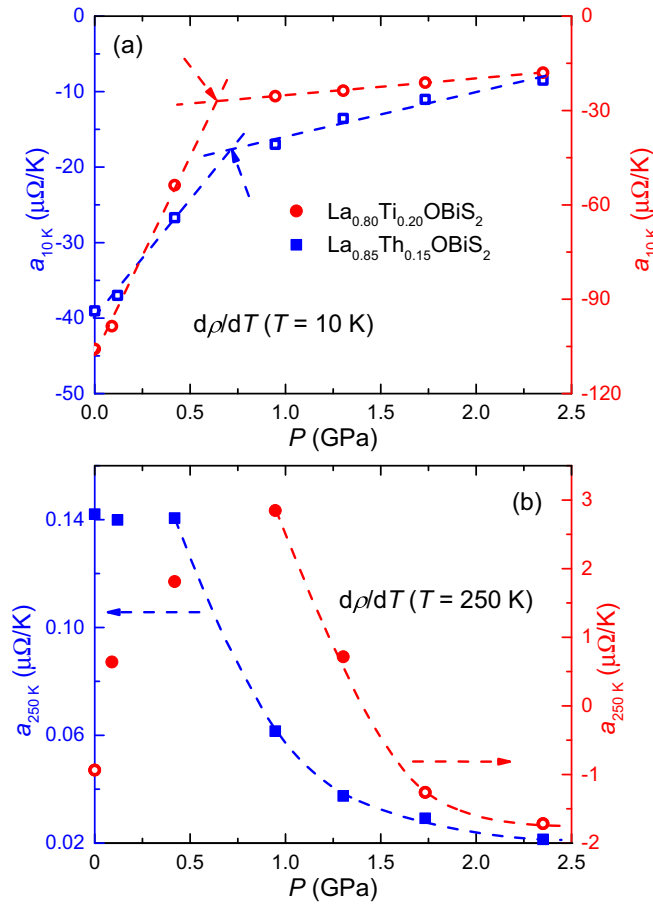 (a)
0
-10
-20
-30
-40
-50
a10 K (μΩ/K)
0
-30
-60
-90
-120
a10 K (μΩ/K)
La0.80Ti0.20OBiS2
La0.85Th0.15OBiS2
dρ/dT (T = 10 K)
0.0 0.5 1.0 1.5 2.0 2.5
P (GPa)
(b)
0.14
0.10
0.06
0.02
a250 K (μΩ/K)
3
2
1
0
-1
-2
a250 K (μΩ/K)
dρ/dT (T = 250 K)
0 0.5 1.0 1.5 2.0 2.5
P (GPa)